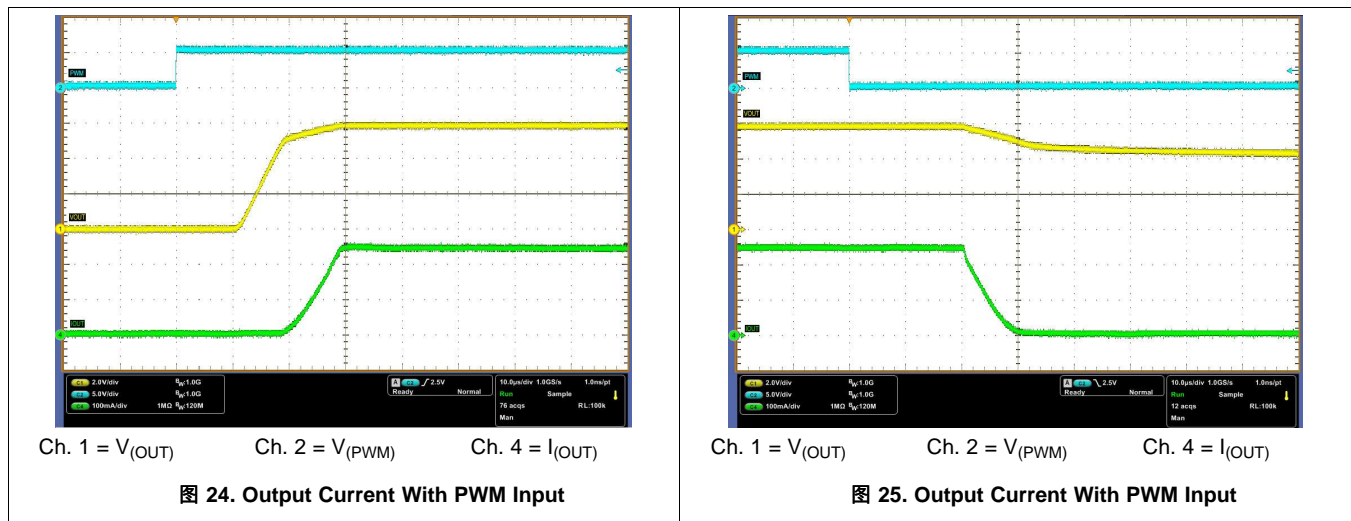 PWM
2
VOUT
1
IOUT
4
C1 2.0V/div BW:1.0G
C2 5.0V/div BW:1.0G
C4 100mA/div 1MΩ BW:120M
A C2 2.5V
Ready Normal
10.0µs/div 1.0GS/s 1.0ns/pt
Run Sample
76 acqs RL:100k
Man
Ch. 1 = V(OUT) Ch. 2 = V(PWM) Ch. 4 = I(OUT)
图 24. Output Current With PWM Input
PWM
2
VOUT
1
IOUT
4
C1 2.0V/div BW:1.0G
C2 5.0V/div BW:1.0G
C4 100mA/div 1MΩ BW:120M
A C2 2.5V
Ready Normal
10.0µs/div 1.0GS/s 1.0ns/pt
Run Sample
12 acqs RL:100k
Man
Ch. 1 = V(OUT) Ch. 2 = V(PWM) Ch. 4 = I(OUT)
图 25. Output Current With PWM Input